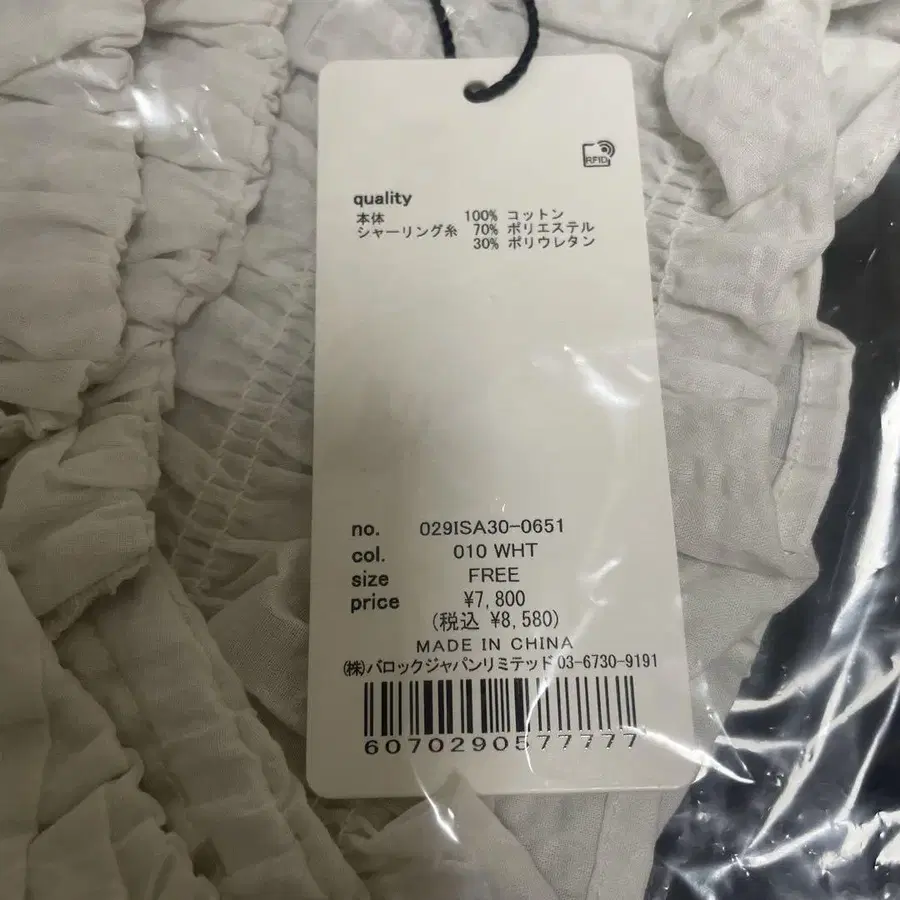 RFID
quality
本体 100% コットン
シャーリング糸 70% ポリエステル
30% ポリウレタン
no. 029ISA30-0651
col. 010 WHT
size FREE
price ¥7,800
(税込 ¥8,580)
MADE IN CHINA
(株)バロックジャパンリミテッド 03-6730-9191
6070290577777